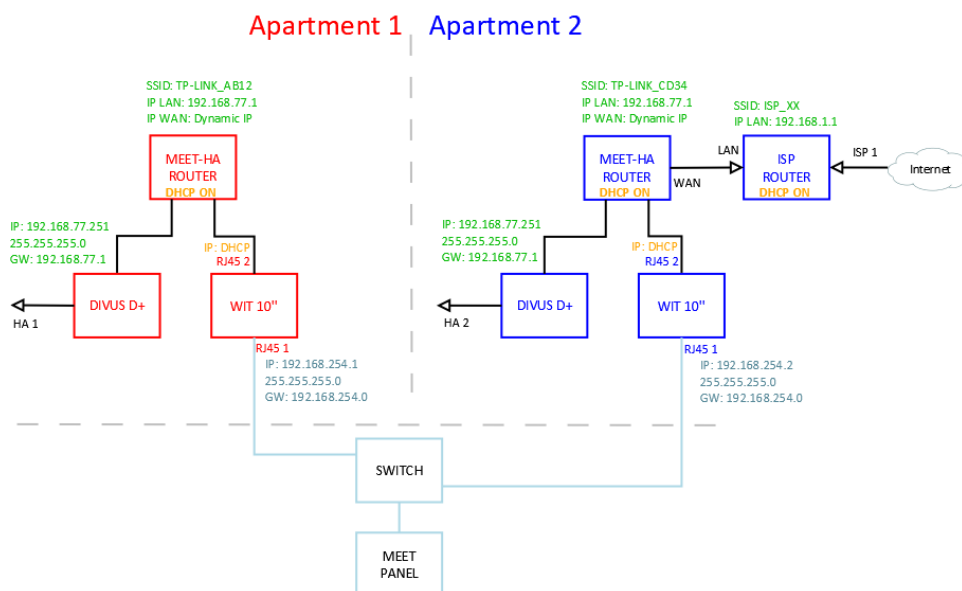 Apartment 1
Apartment 2
SSID: TP-LINK_AB12
IP LAN: 192.168.77.1
IP WAN: Dynamic IP
MEET-HA
ROUTER
DHCP ON
IP: 192.168.77.251
255.255.255.0
GW: 192.168.77.1
IP: DHCP
RJ45 2
DIVUS D+
WIT 10"
HA 1
RJ45 1
IP: 192.168.254.1
255.255.255.0
GW: 192.168.254.0
SSID: TP-LINK_CD34
IP LAN: 192.168.77.1
IP WAN: Dynamic IP
SSID: ISP_XX
IP LAN: 192.168.1.1
MEET-HA
ROUTER
DHCP ON
LAN
WAN
ISP
ROUTER
DHCP ON
ISP 1
Internet
IP: 192.168.77.251
255.255.255.0
GW: 192.168.77.1
IP: DHCP
RJ45 2
DIVUS D+
WIT 10"
HA 2
RJ45 1
IP: 192.168.254.2
255.255.255.0
GW: 192.168.254.0
SWITCH
MEET
PANEL